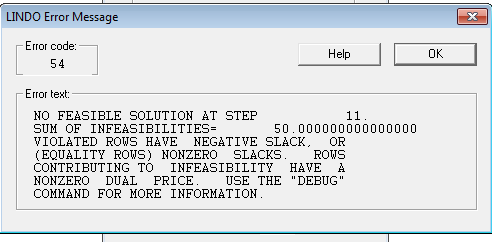 LINDO Error Message
Error code:
54
Help
OK
Error text:
NO FEASIBLE SOLUTION AT STEP 11.
SUM OF INFEASIBILITIES= 50.000000000000000
VIOLATED ROWS HAVE NEGATIVE SLACK, OR
(EQUALITY ROWS) NONZERO SLACKS. ROWS
CONTRIBUTING TO INFEASIBILITY HAVE A
NONZERO DUAL PRICE. USE THE "DEBUG"
COMMAND FOR MORE INFORMATION.